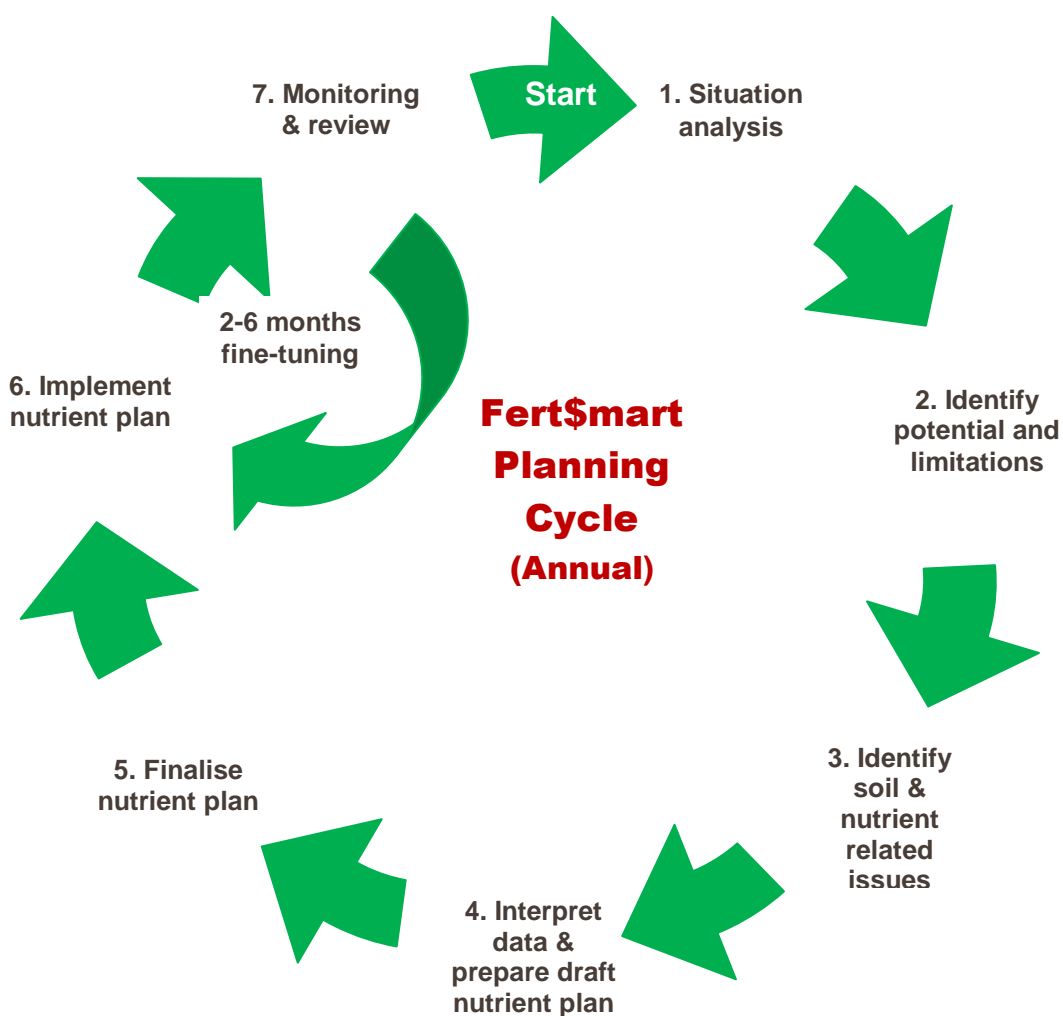 Start
1. Situation
analysis
2. Identify
potential and
limitations
3. Identify
soil &
nutrient
related
issues
4. Interpret
data &
prepare draft
nutrient plan
5. Finalise
nutrient plan
6. Implement
nutrient plan
7. Monitoring
& review
2-6 months
fine-tuning
Fert$mart
Planning
Cycle
(Annual)